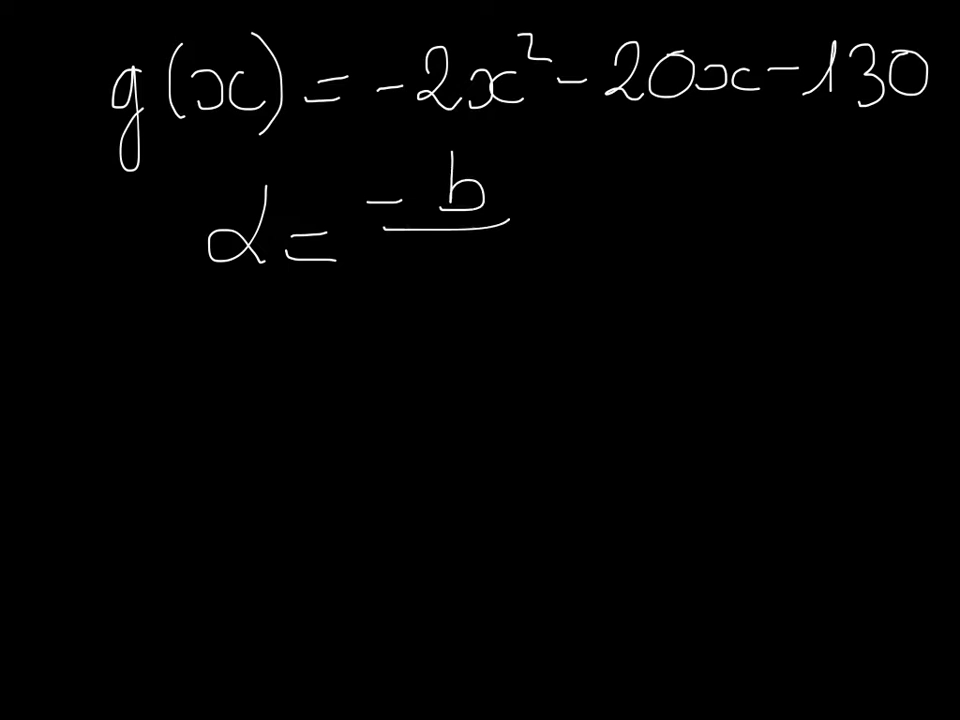 g(x) = -2x² - 20x - 130
α = -b